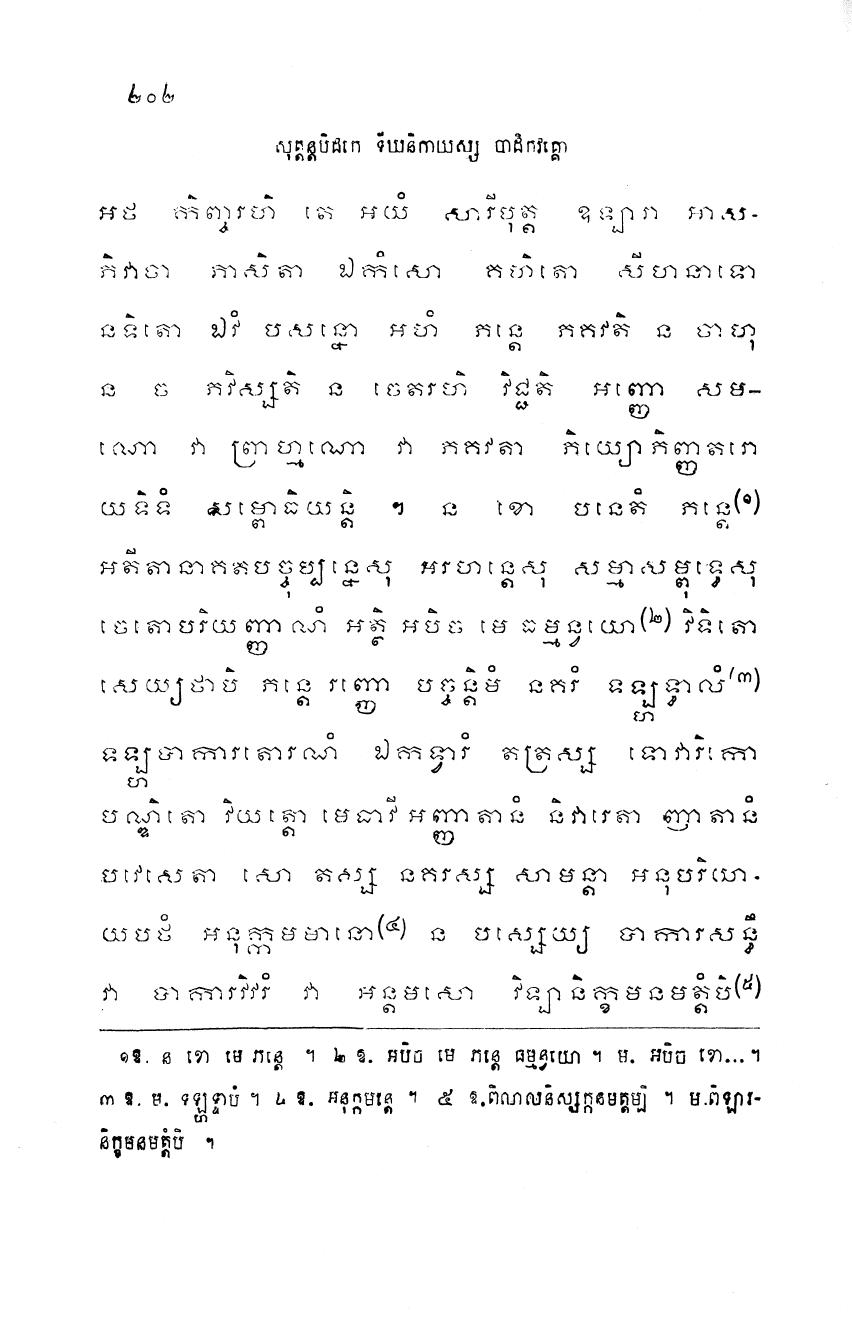 ២០២
សុត្តន្តបិដកេ ទីឃនិកាយស្ស បាដិកវគ្គោ
អថ កិញ្ចរហិ តេ អយំ សារីបុត្ត ឧឡារា អាស-
ភិវាចា ភាសិតា ឯកំសោ គហិតោ សីហនាទោ
នទិតោ ឯវំ បសន្នោ អហំ ភន្តេ ភគវតិ ន ចាហុ
ន ច ភវិស្សតិ ន ចេតរហិ វិជ្ជតិ អញ្ញោ សម-
ណោ វា ព្រាហ្មណោ វា ភគវតា ភិយ្យោភិញ្ញតរោ
យទិទំ សម្ពោធិយន្តិ ។ ន ខោ បនេតំ ភន្តេ(១)
អតីតានាគតបច្ចុប្បន្នេសុ អរហន្តេសុ សម្មាសម្ពុទ្ធេសុ
ចេតោបរិយញ្ញាណំ អត្ថិ អបិច មេ ធម្មន្វយោ(២) វិទិតោ
សេយ្យថាបិ ភន្តេ រញ្ញោ បច្ចន្តិមំ នគរំ ទឡ្ហទ្វាលំ(៣)
ទឡ្ហបាការតោរណំ ឯកទ្វារំ តត្រស្ស ទោវារិកោ
បណ្ឌិតោ វិយត្តោ មេធាវី អញ្ញាតានំ និវារេតា ញាតានំ
បវេសេតា សោ តស្ស នគរស្ស សាមន្តា អនុបរិយា-
យបថំ អនុក្កមមានោ(៤) ន បស្សេយ្យ បាការសន្ធឹ
វា បាការវិវរំ វា អន្តមសោ វិឡានិក្ខមនមត្តំបិ(៥)
១ឱ. ន ខោ មេ ភន្តេ ។ ២ ឱ. អបិច មេ ភន្តេ ធម្មន្វយោ ។ ម. អបិច ខោ...។
៣ ឱ. ម. ទឡ្ហទ្ធាបំ ។ ៤ ឱ. អនុក្កមន្តេ ។ ៥ ឱ.ពិណាលនិស្សក្កនមត្តម្បិ ។ ម.ពិឡារ-
និក្ខមនមត្តំបិ ។